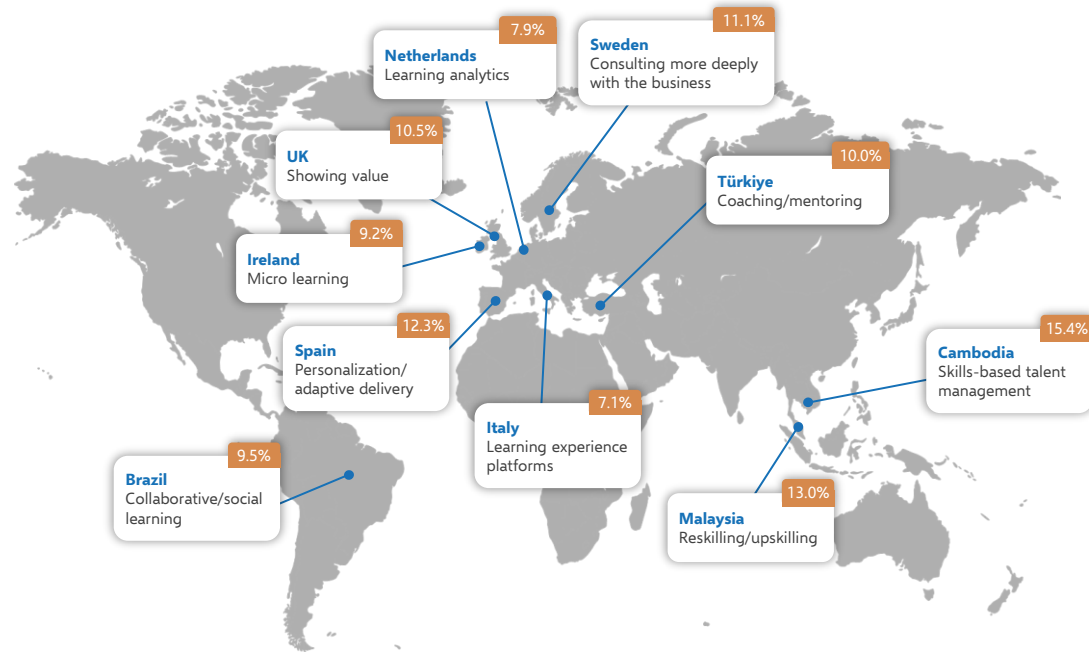 11.1%
Sweden
Consulting more deeply
with the business
7.9%
Netherlands
Learning analytics
10.5%
UK
Showing value
10.0%
Türkiye
Coaching/mentoring
9.2%
Ireland
Micro learning
12.3%
Spain
Personalization/
adaptive delivery
15.4%
Cambodia
Skills-based talent
management
7.1%
Italy
Learning experience
platforms
9.5%
Brazil
Collaborative/social
learning
13.0%
Malaysia
Reskilling/upskilling